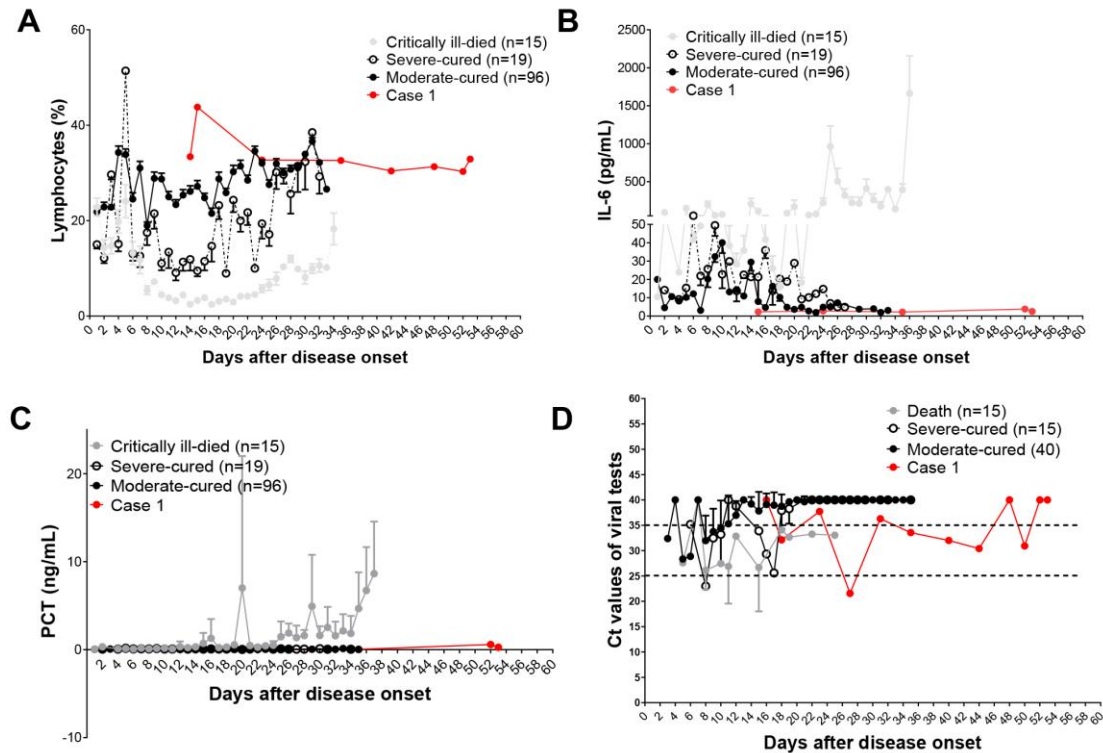 A
Critically ill-died (n=15)
Severe-cured (n=19)
Moderate-cured (n=96)
Case 1
Lymphocytes (%)
60
40
20
0
0 2 4 6 8 10 12 14 16 18 20 22 24 26 28 30 32 34 36 38 40 42 44 46 48 50 52 54 56 58 60
Days after disease onset
B
Critically ill-died (n=15)
Severe-cured (n=19)
Moderate-cured (n=96)
Case 1
IL-6 (pg/mL)
2500
2000
1500
1000
500
50
40
30
20
10
0
0 2 4 6 8 10 12 14 16 18 20 22 24 26 28 30 32 34 36 38 40 42 44 46 48 50 52 54 56 58 60
Days after disease onset
C
Critically ill-died (n=15)
Severe-cured (n=19)
Moderate-cured (n=96)
Case 1
PCT (ng/mL)
20
10
0
-10
2 4 6 8 10 12 14 16 18 20 22 24 26 28 30 32 34 36 38 40 42 44 46 48 50 52 54 56 58 60
Days after disease onset
D
Death (n=15)
Severe-cured (n=15)
Moderate-cured (40)
Case 1
Ct values of viral tests
60
55
50
45
40
35
30
25
20
15
10
5
0
0 2 4 6 8 10 12 14 16 18 20 22 24 26 28 30 32 34 36 38 40 42 44 46 48 50 52 54 56 58 60
Days after disease onset